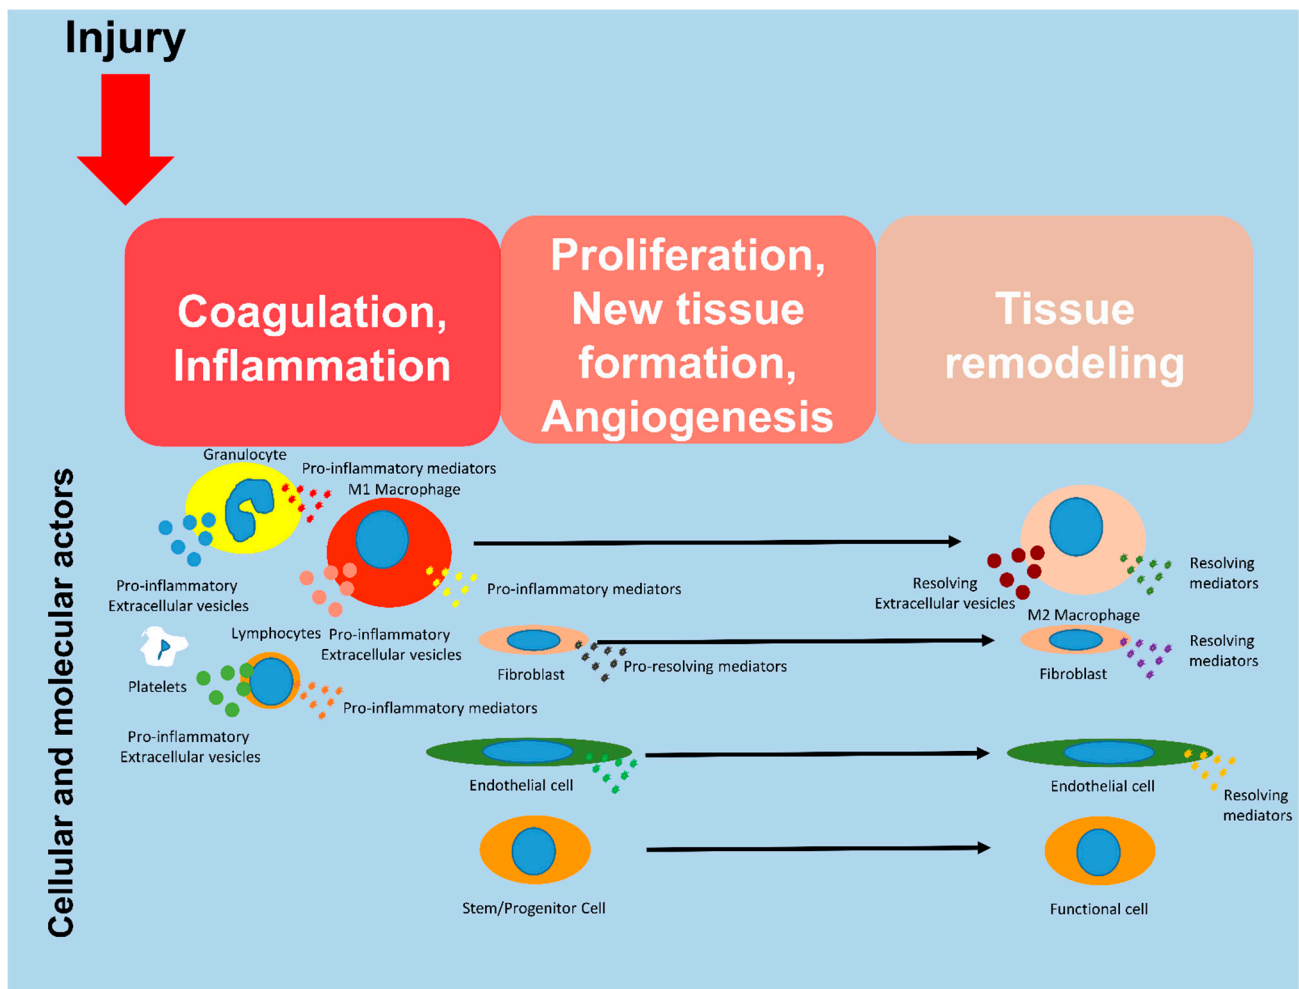 Injury
Coagulation,
Inflammation
Proliferation,
New tissue
formation,
Angiogenesis
Tissue
remodeling
Cellular and molecular actors
Granulocyte
Pro-inflammatory mediators
M1 Macrophage
Pro-inflammatory
Extracellular vesicles
Pro-inflammatory mediators
Resolving
Extracellular vesicles
Resolving
mediators
M2 Macrophage
Platelets
Lymphocytes
Pro-inflammatory
Extracellular vesicles
Pro-inflammatory mediators
Pro-inflammatory
Extracellular vesicles
Fibroblast
Pro-resolving mediators
Fibroblast
Resolving
mediators
Endothelial cell
Endothelial cell
Resolving
mediators
Stem/Progenitor Cell
Functional cell